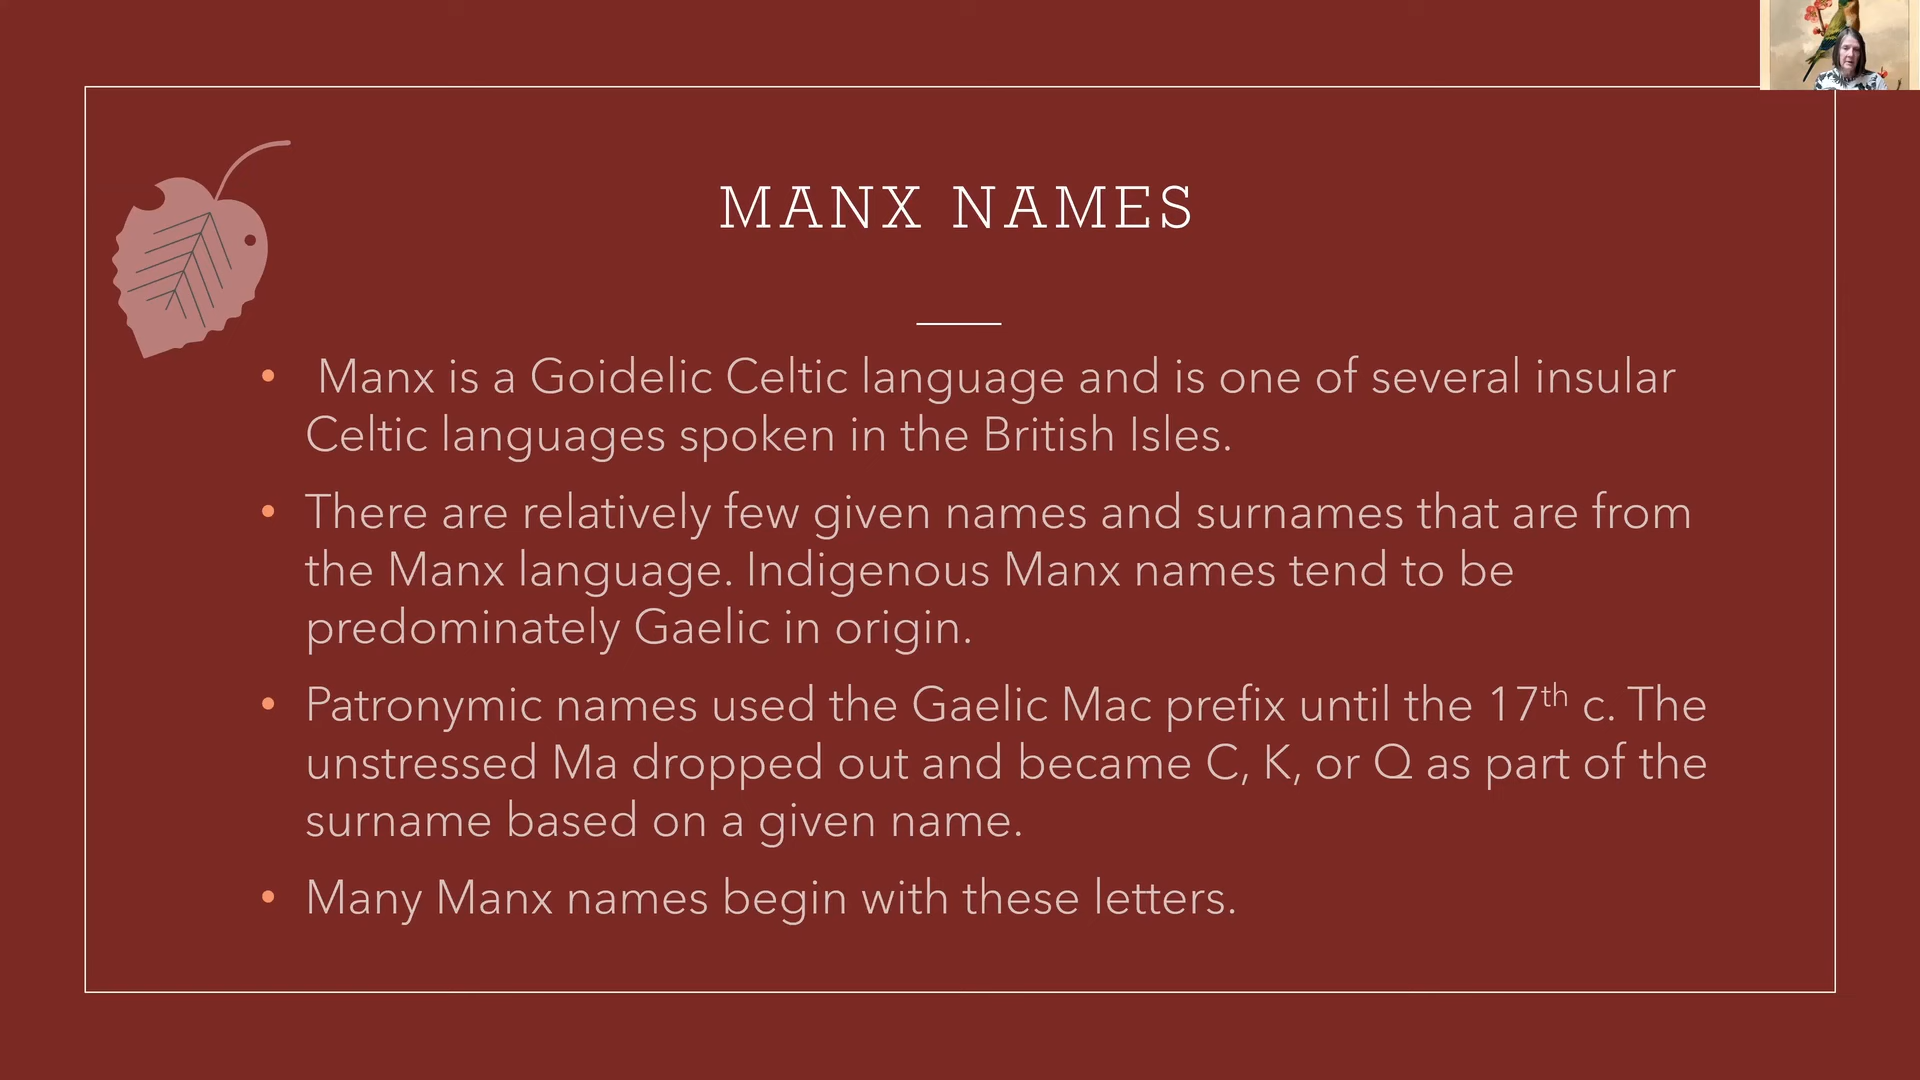 MANX NAMES
• Manx is a Goidelic Celtic language and is one of several insular
Celtic languages spoken in the British Isles.
• There are relatively few given names and surnames that are from
the Manx language. Indigenous Manx names tend to be
predominately Gaelic in origin.
• Patronymic names used the Gaelic Mac prefix until the 17th c. The
unstressed Ma dropped out and became C, K, or Q as part of the
surname based on a given name.
• Many Manx names begin with these letters.